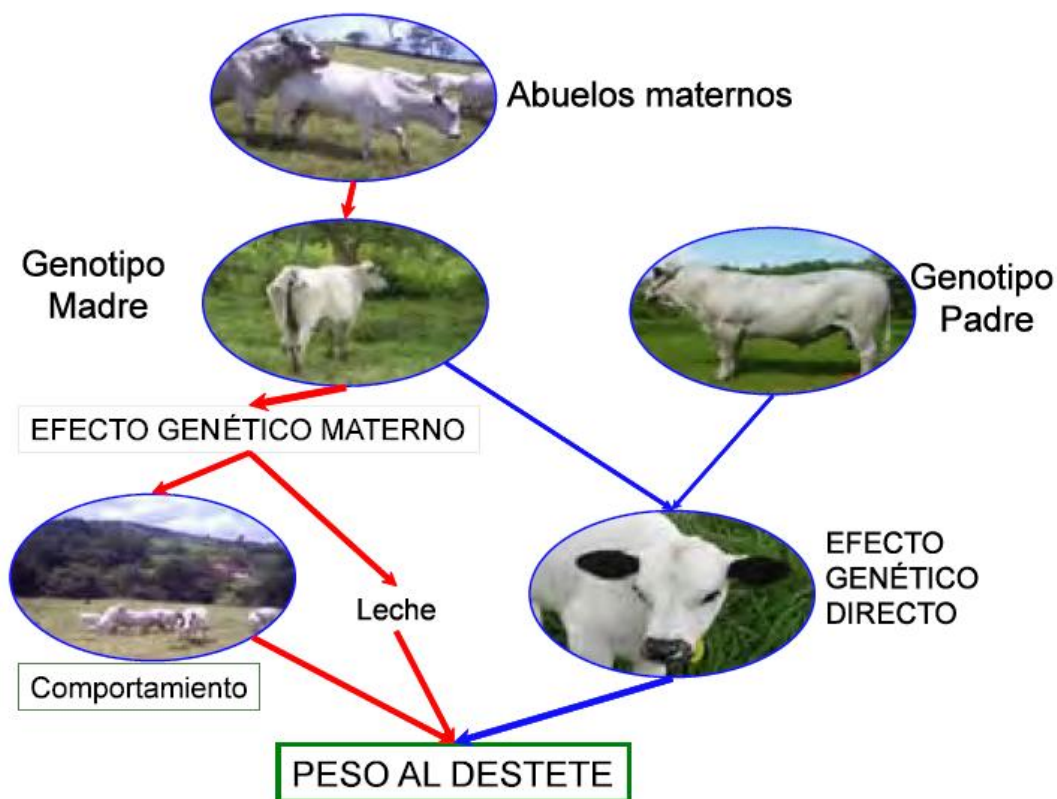 Abuelos maternos
Genotipo
Madre
Genotipo
Padre
EFECTO GENÉTICO MATERNO
EFECTO
GENÉTICO
DIRECTO
Leche
Comportamiento
PESO AL DESTETE